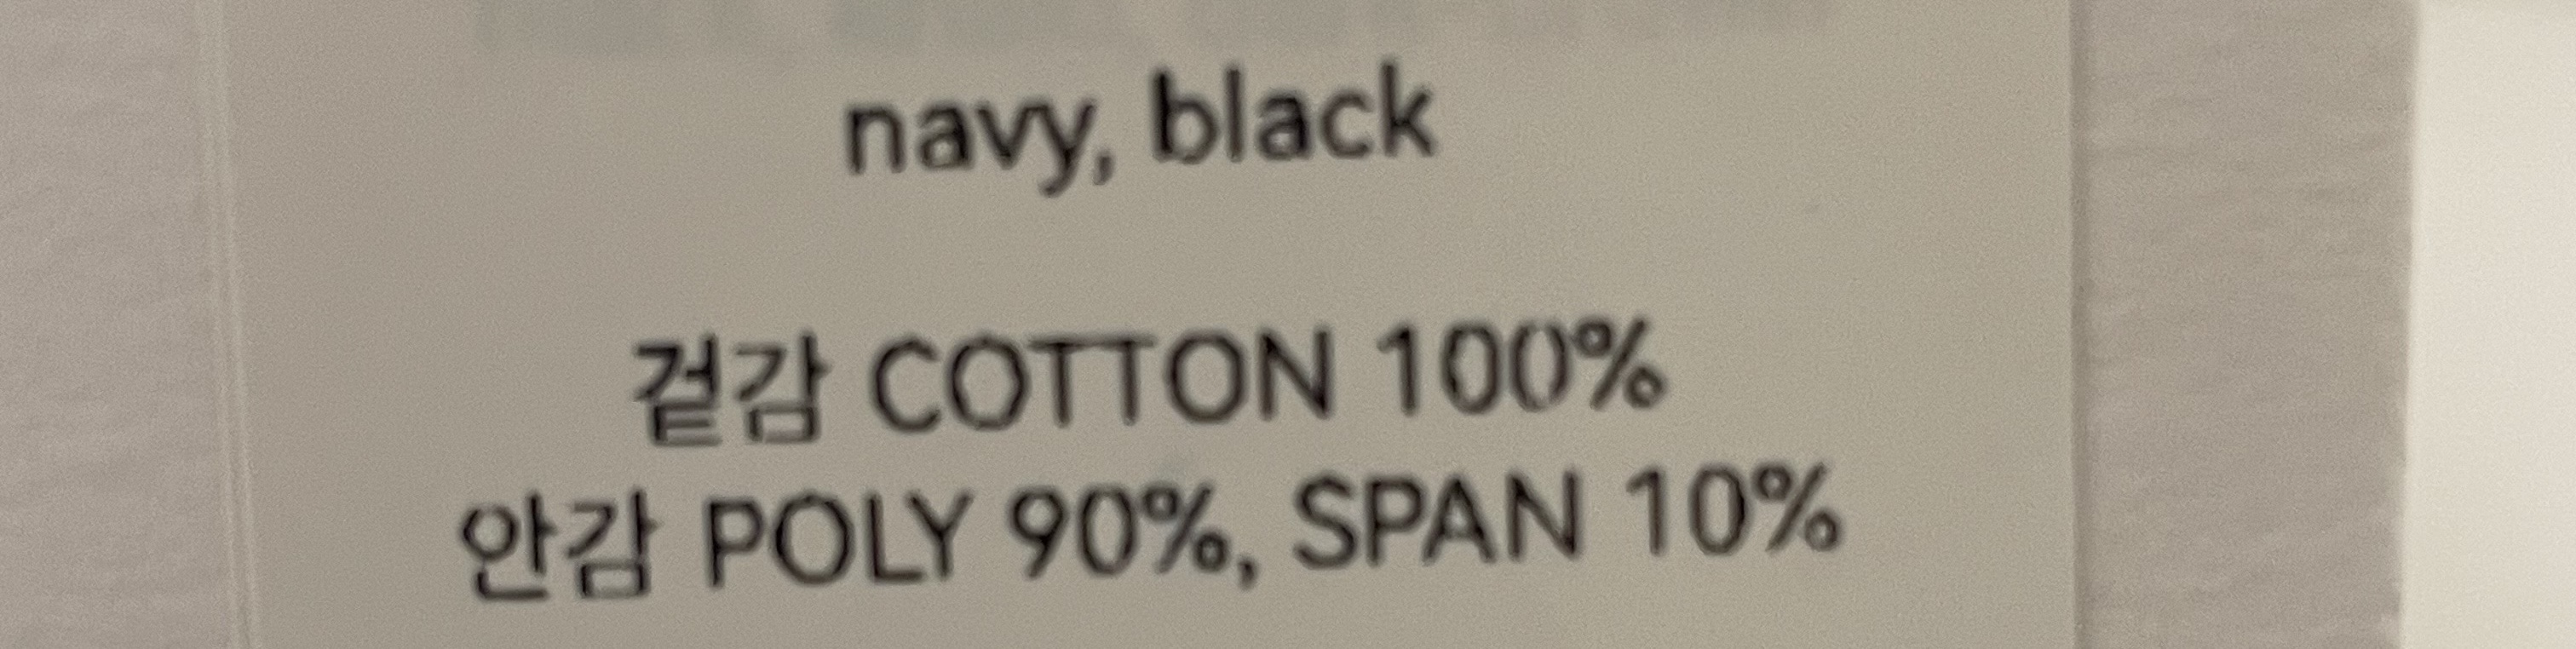 navy, black
겉감 COTTON 100%
안감 POLY 90%, SPAN 10%